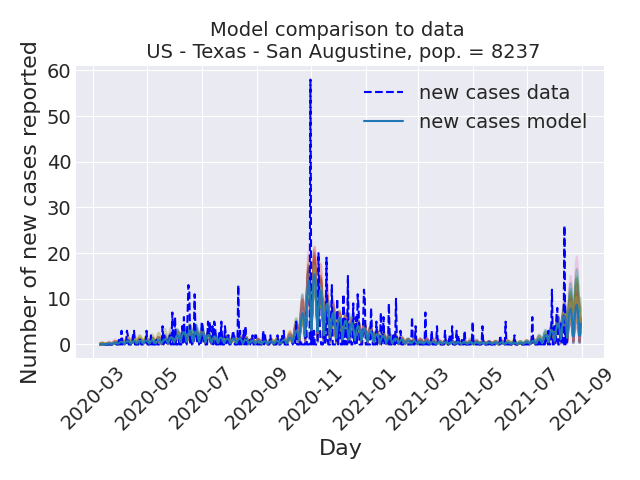 Model comparison to data
US - Texas - San Augustine, pop. = 8237
Number of new cases reported
60
50
40
30
20
10
0
new cases data
new cases model
2020-03
2020-05
2020-07
2020-09
2020-11
2021-01
2021-03
2021-05
2021-07
2021-09
Day